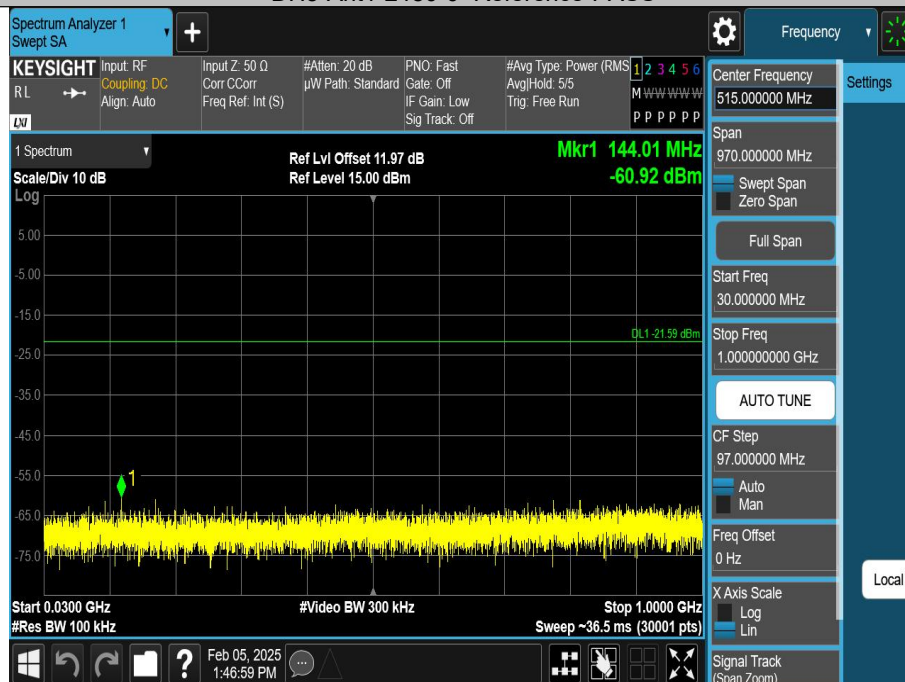 Spectrum Analyzer 1
Swept SA
Frequency
KEYSIGHT
RL
LXI
Input: RF
Coupling: DC
Align: Auto
Input Z: 50 Ω
Corr CCorr
Freq Ref: Int (S)
#Atten: 20 dB
µW Path: Standard
PNO: Fast
Gate: Off
IF Gain: Low
Sig Track: Off
#Avg Type: Power (RMS
Avg|Hold: 5/5
Trig: Free Run
1 2 3 4 5 6
M W W W W W
P P P P P P
1 Spectrum
Scale/Div 10 dB
Log
Ref Lvl Offset 11.97 dB
Ref Level 15.00 dBm
Mkr1 144.01 MHz
-60.92 dBm
5.00
-5.00
-15.0
DL1 -21.59 dBm
-25.0
-35.0
-45.0
-55.0
1
-65.0
-75.0
Start 0.0300 GHz
#Video BW 300 kHz
Stop 1.0000 GHz
#Res BW 100 kHz
Sweep ~36.5 ms (30001 pts)
Feb 05, 2025
1:46:59 PM
Center Frequency
515.000000 MHz
Span
970.000000 MHz
Swept Span
Zero Span
Full Span
Start Freq
30.000000 MHz
Stop Freq
1.000000000 GHz
AUTO TUNE
CF Step
97.000000 MHz
Auto
Man
Freq Offset
0 Hz
X Axis Scale
Log
Lin
Signal Track
(Span Zoom)
Settings
Local